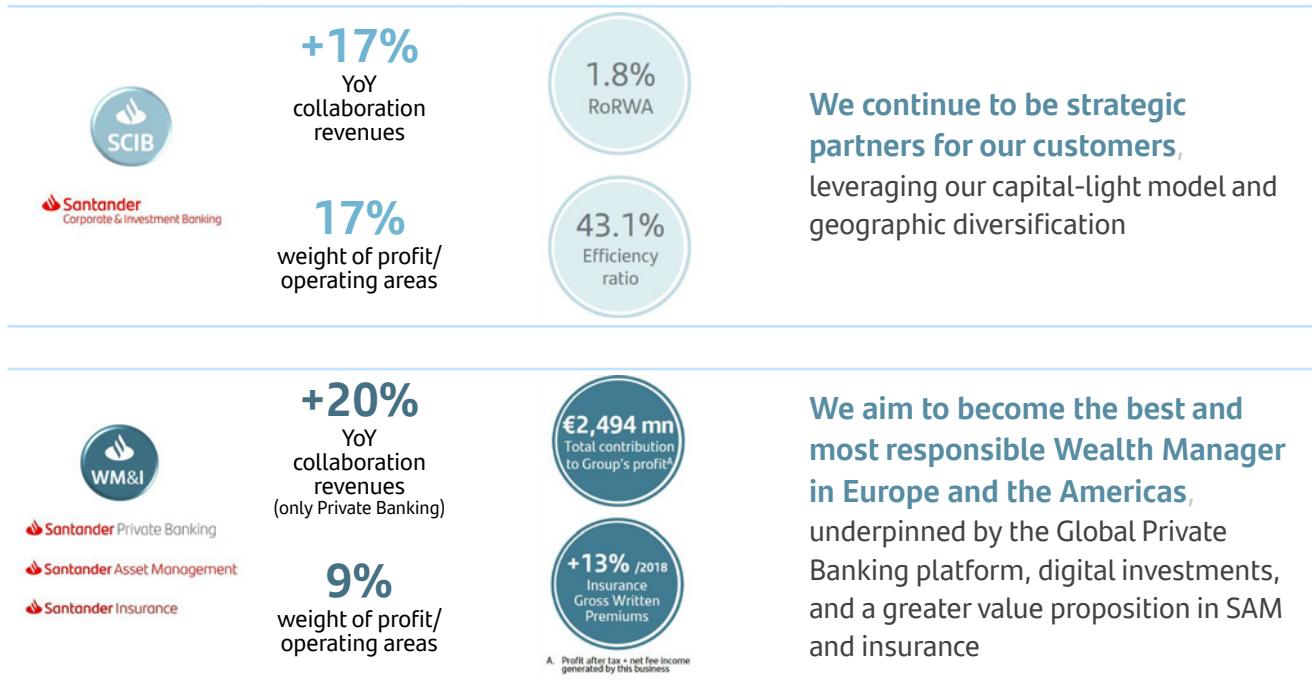 SCIB
Santander
Corporate & Investment Banking
+17%
YoY
collaboration
revenues
17%
weight of profit/
operating areas
1.8%
RoRWA
43.1%
Efficiency
ratio
We continue to be strategic
partners for our customers,
leveraging our capital-light model and
geographic diversification
WM&I
Santander Private Banking
Santander Asset Management
Santander Insurance
+20%
YoY
collaboration
revenues
(only Private Banking)
9%
weight of profit/
operating areas
€2,494 mn
Total contribution
to Group's profitᴬ
+13% /2018
Insurance
Gross Written
Premiums
A. Profit after tax + net fee income
generated by this business
We aim to become the best and
most responsible Wealth Manager
in Europe and the Americas,
underpinned by the Global Private
Banking platform, digital investments,
and a greater value proposition in SAM
and insurance